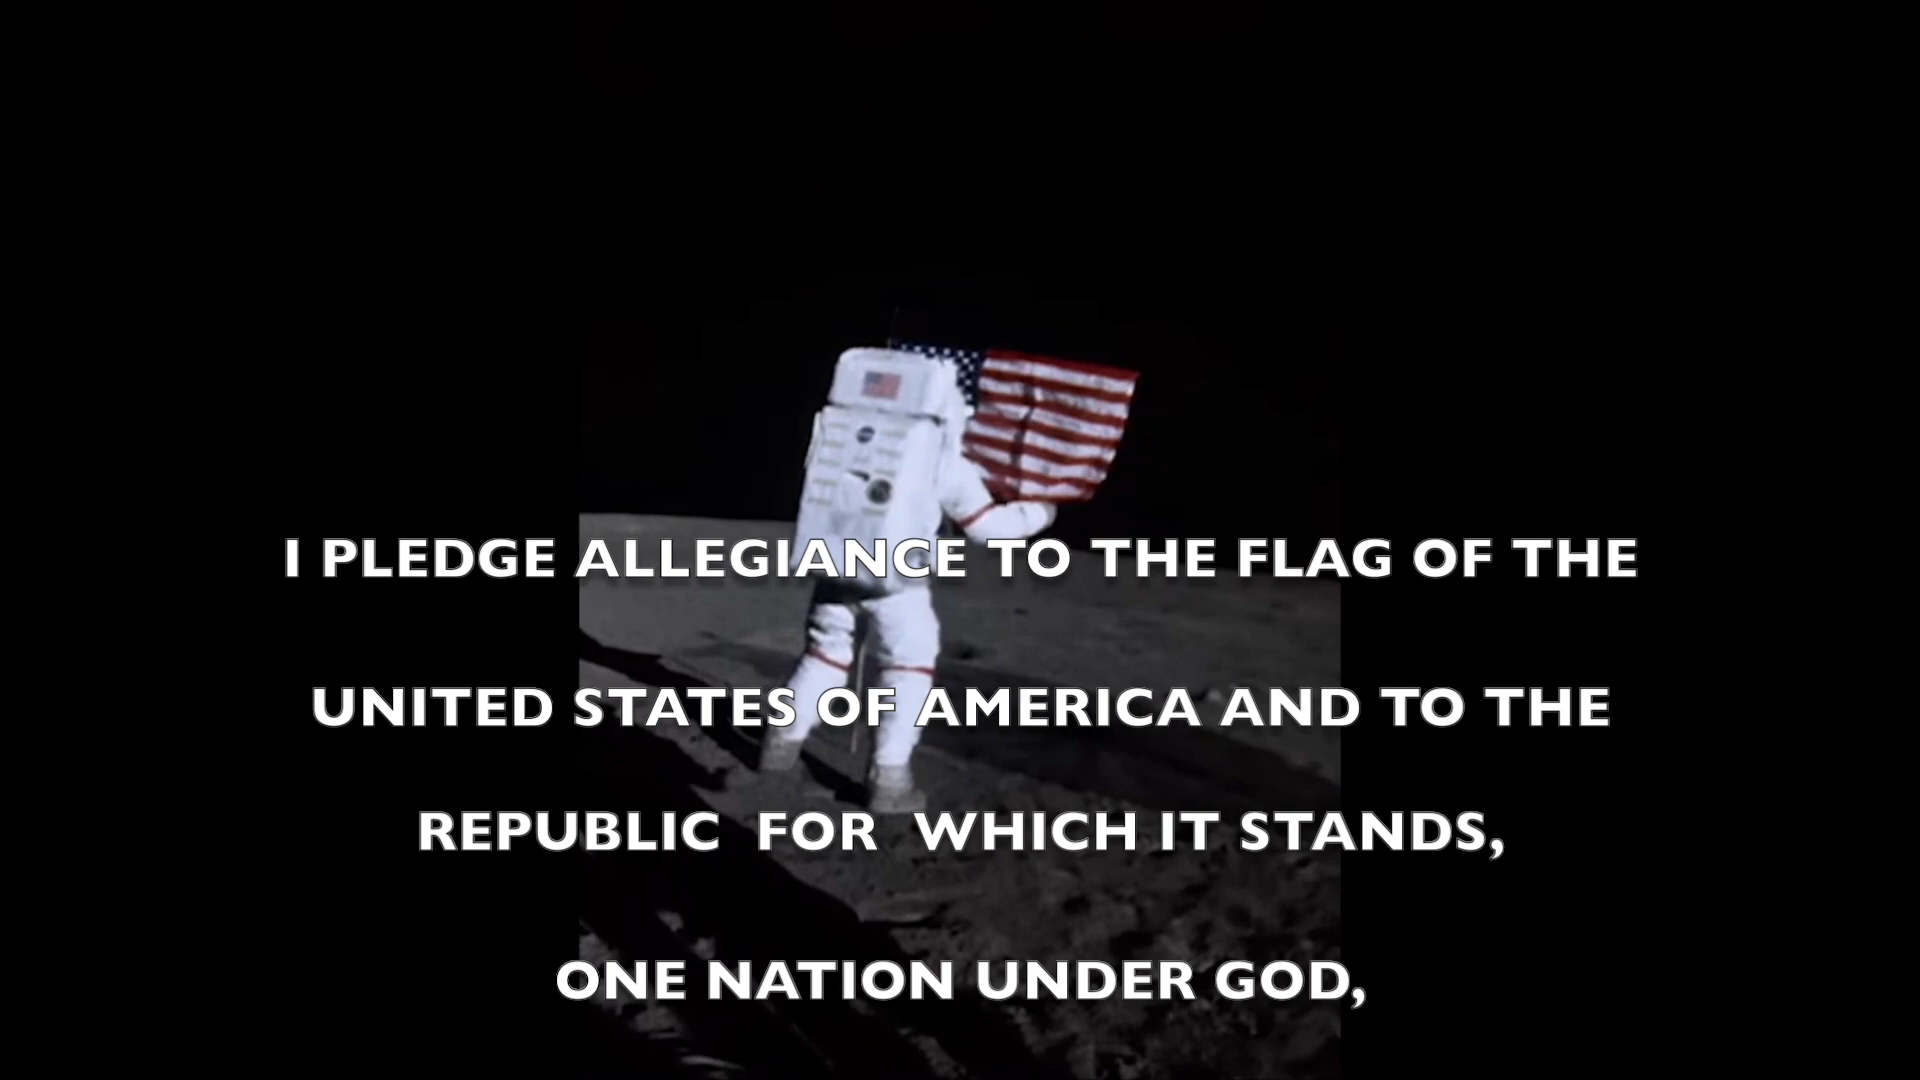 I PLEDGE ALLEGIANCE TO THE FLAG OF THE
UNITED STATES OF AMERICA AND TO THE
REPUBLIC FOR WHICH IT STANDS,
ONE NATION UNDER GOD,